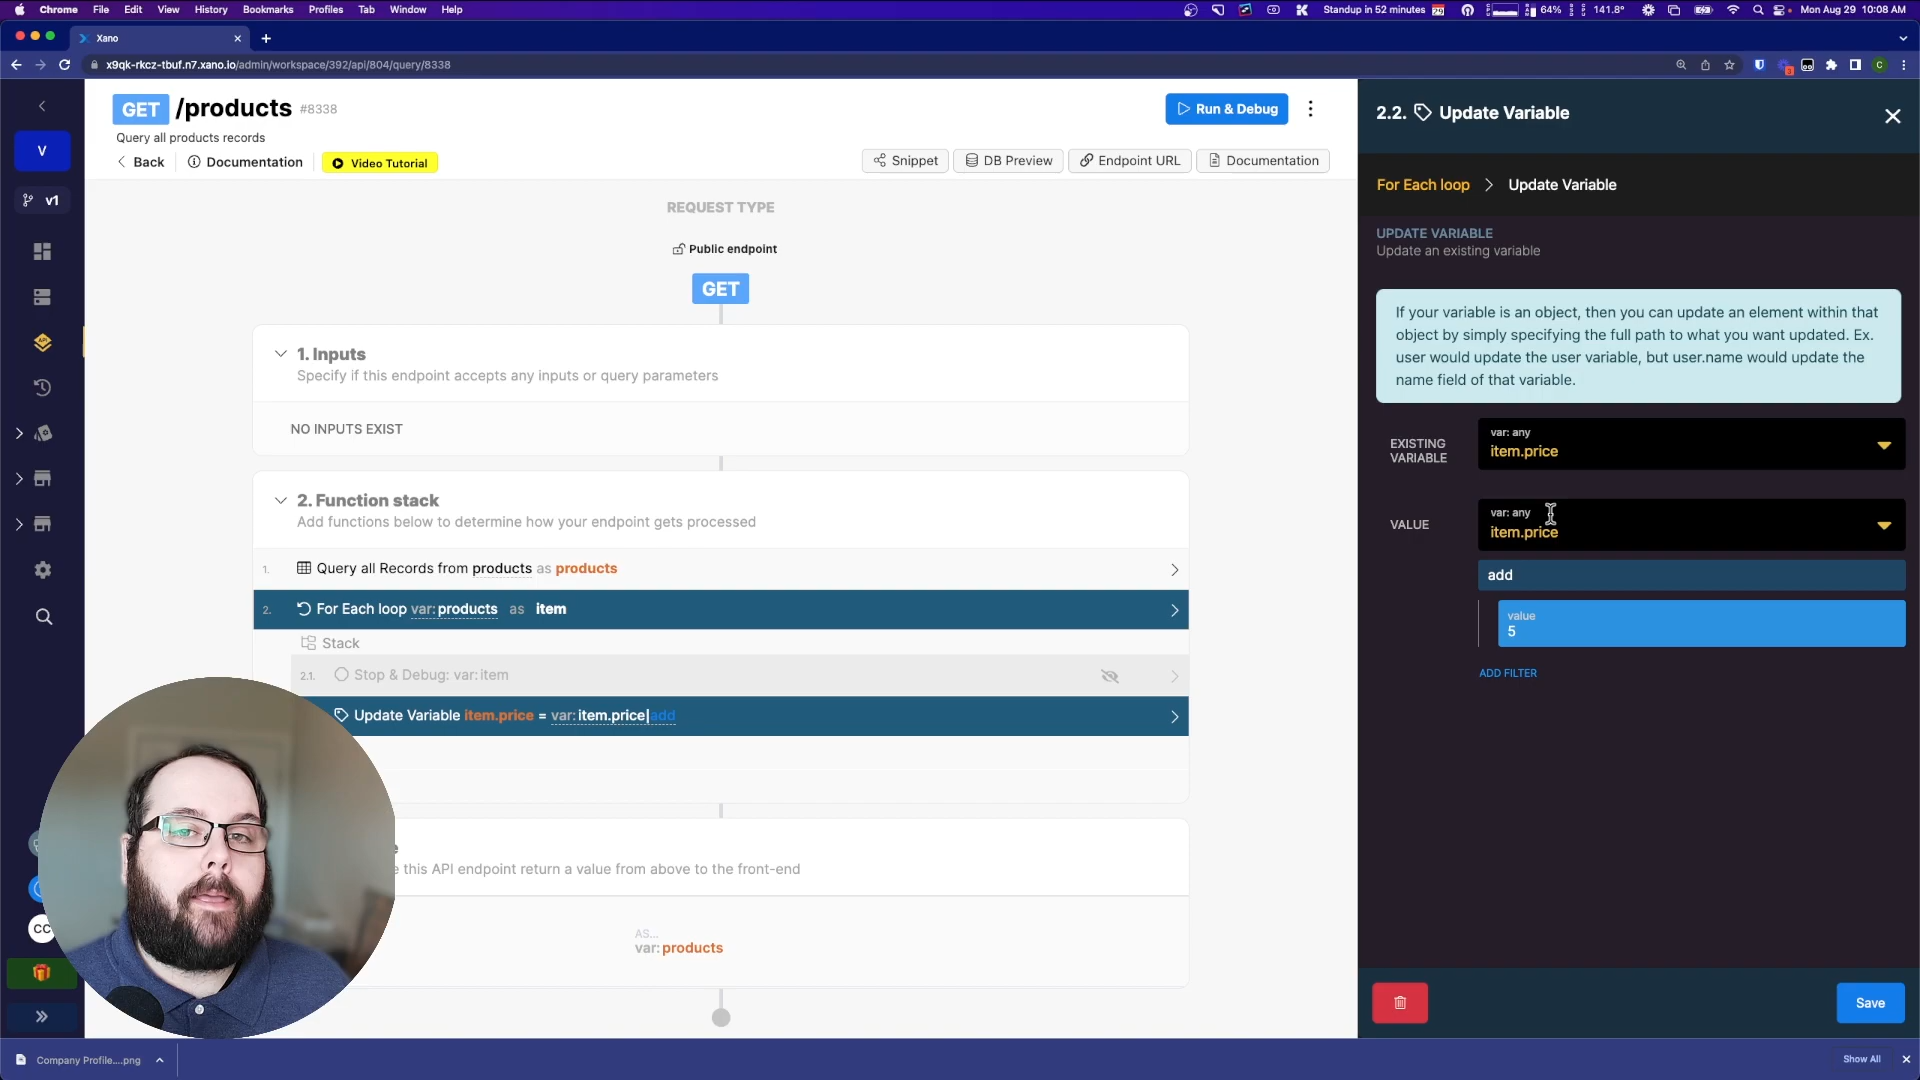 Chrome File Edit View History Bookmarks Profiles Tab Window Help
Standup in 52 minutes 64% 141.8° Mon Aug 29 10:08 AM
Xano
x9qk-rkcz-tbuf.n7.xano.io/admin/workspace/392/api/804/query/8338
V
v1
CC
GET /products #8338
Query all products records
Back Documentation Video Tutorial
Run & Debug
Snippet DB Preview Endpoint URL Documentation
REQUEST TYPE
Public endpoint
GET
1. Inputs
Specify if this endpoint accepts any inputs or query parameters
NO INPUTS EXIST
2. Function stack
Add functions below to determine how your endpoint gets processed
1. Query all Records from products as products
2. For Each loop var: products as item
Stack
2.1. Stop & Debug: var: item
Update Variable item.price = var: item.price|add
e this API endpoint return a value from above to the front-end
AS...
var: products
2.2. Update Variable
For Each loop > Update Variable
UPDATE VARIABLE
Update an existing variable
If your variable is an object, then you can update an element within that
object by simply specifying the full path to what you want updated. Ex.
user would update the user variable, but user.name would update the
name field of that variable.
EXISTING
VARIABLE
var: any
item.price
VALUE
var: any
item.price
add
value
5
ADD FILTER
Save
Company Profile....png
Show All